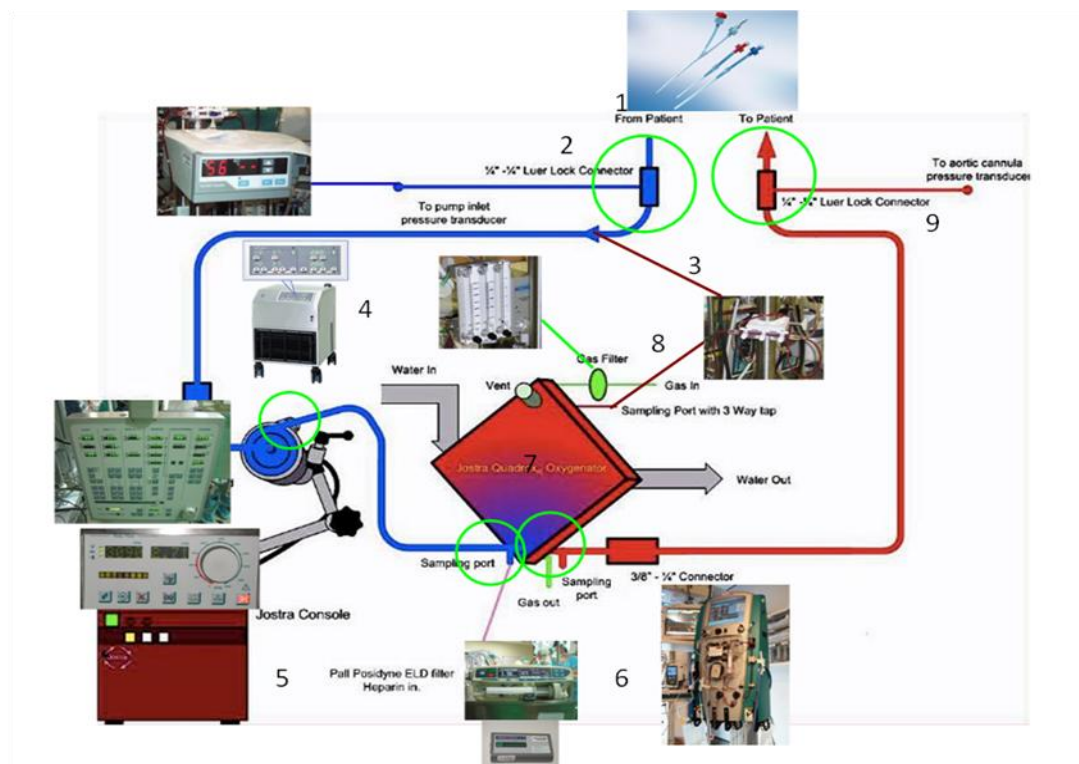 1
From Patient
To Patient
2
¼" -¼" Luer Lock Connector
To pump inlet
pressure transducer
To aortic cannula
pressure transducer
¼" -¼" Luer Lock Connector
9
56
3
4
8
Gas Filter
Gas In
Water In
Vent
Sampling Port with 3 Way tap
7
Oxygenator
Water Out
Sampling port
Sampling
port
Gas out
3/8" - ¼" Connector
Jostra Console
5
Pall Posidyne ELD filter
Heparin in.
6